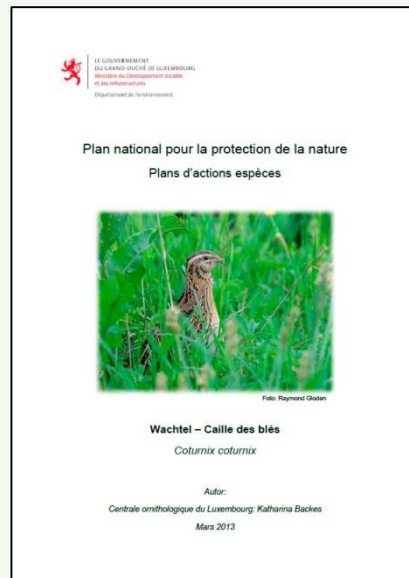 LE GOUVERNEMENT
DU GRAND-DUCHÉ DE LUXEMBOURG
Ministère du Développement durable
et des Infrastructures
Département de l'environnement
Plan national pour la protection de la nature
Plans d'actions espèces
Foto: Raymond Gloden
Wachtel – Caille des blés
Coturnix coturnix
Autor:
Centrale ornithologique du Luxembourg: Katharina Backes
Mars 2013